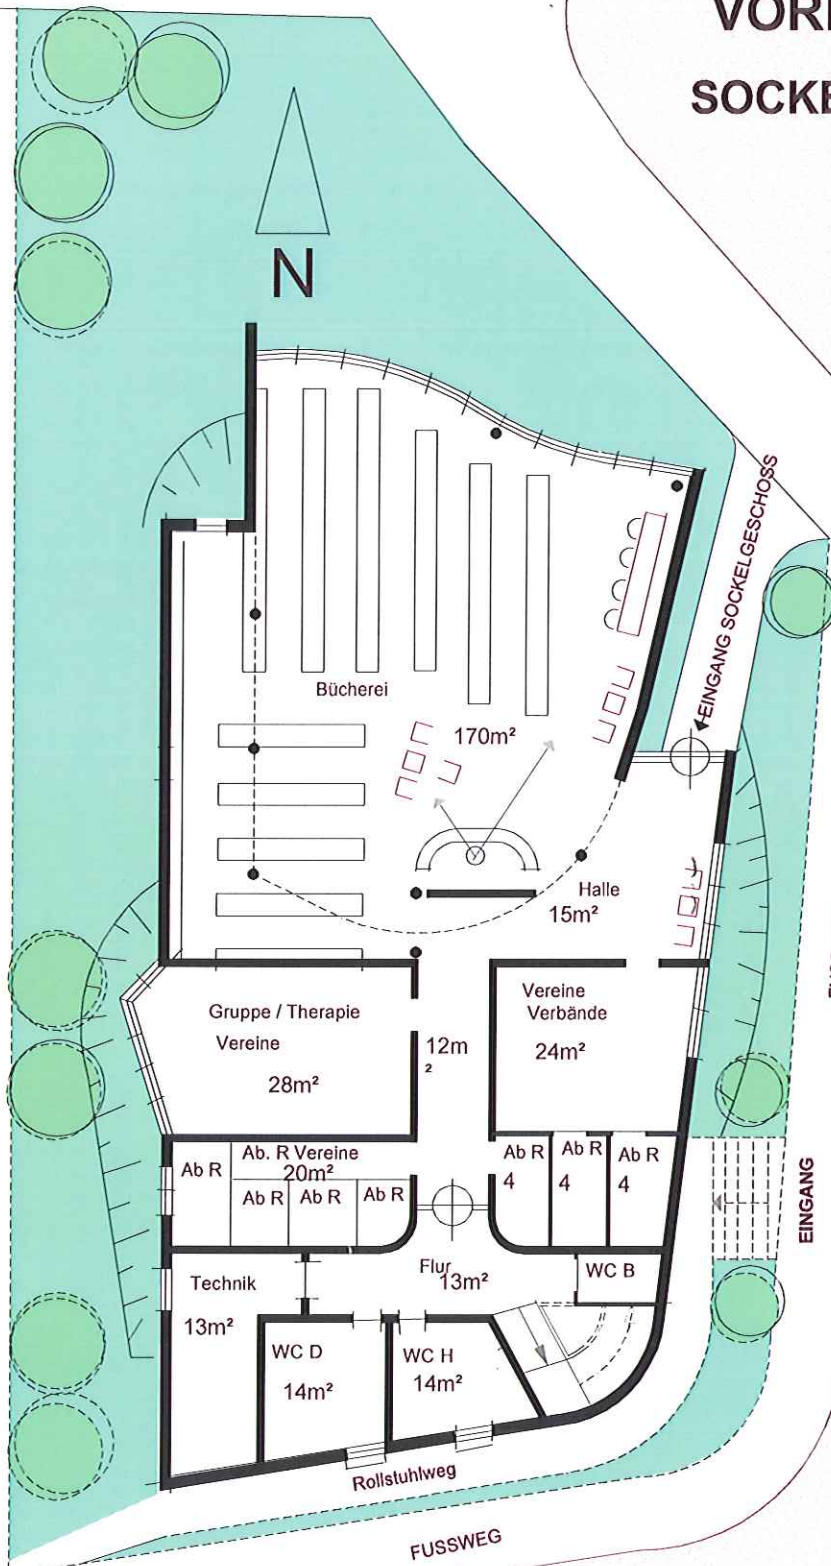 SOCKE
N
EINGANG SOCKELGESCHOSS
Bücherei
170m²
Halle
15m²
Gruppe / Therapie
Vereine
28m²
12m
²
Vereine
Verbände
24m²
Ab R
Ab. R Vereine
20m²
Ab R
Ab R
Ab R
Ab R
4
Ab R
4
Ab R
4
EINGANG
Technik
13m²
Flur
13m²
WC B
WC D
14m²
WC H
14m²
Rollstuhlweg
FUSSWEG